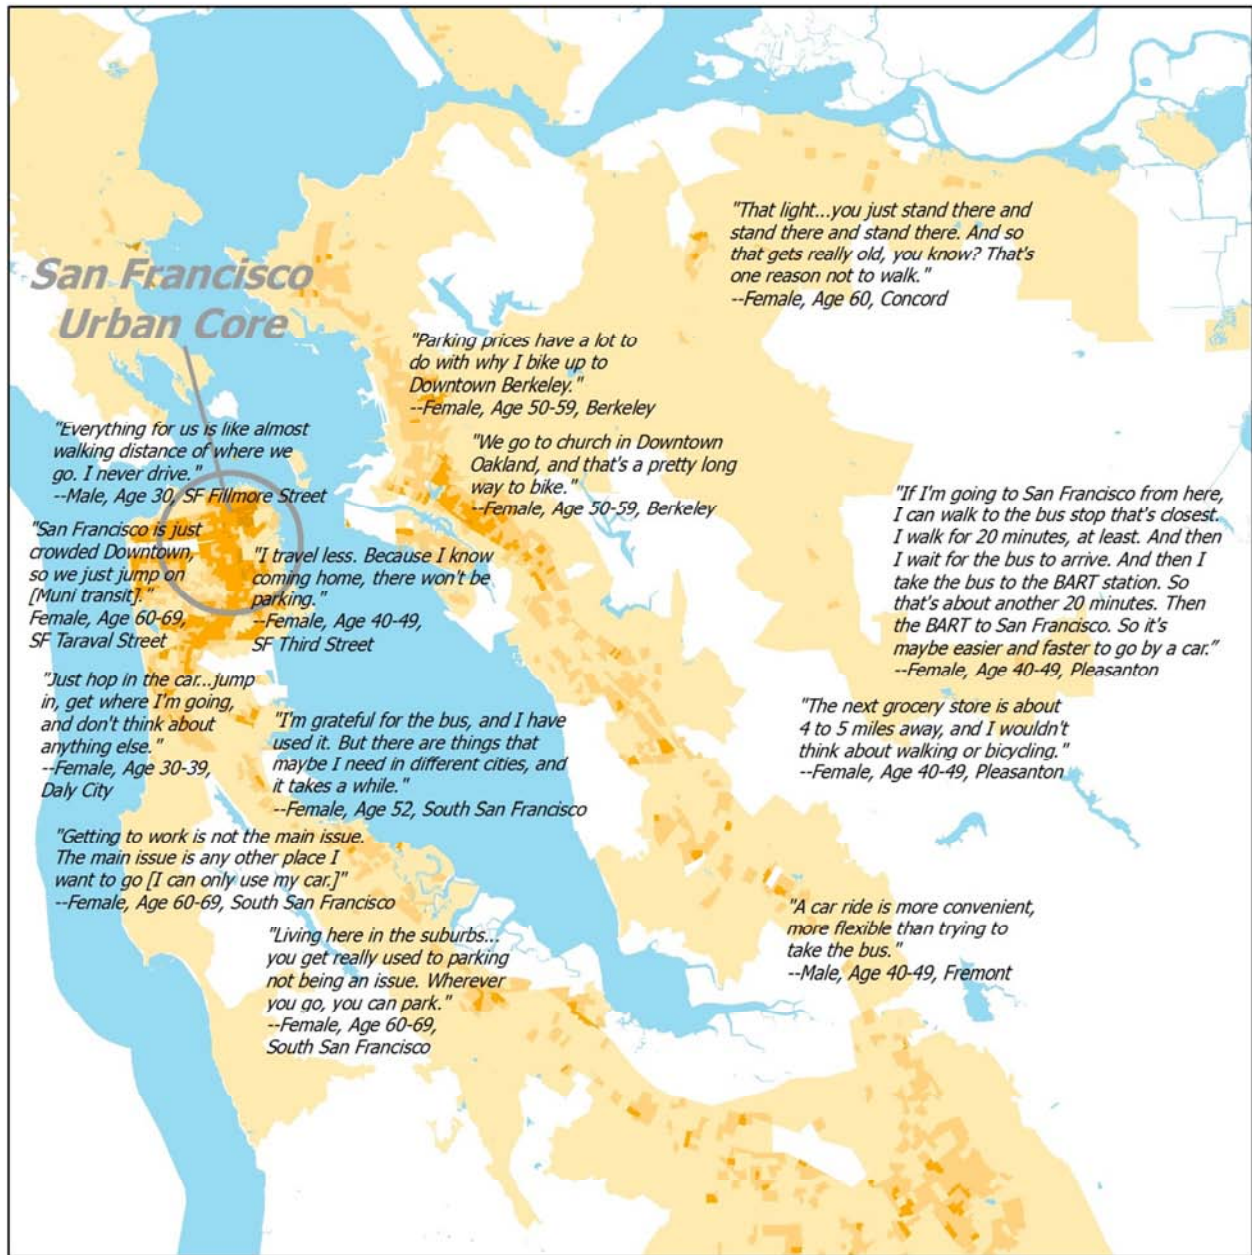 "That light...you just stand there and
stand there and stand there. And so
that gets really old, you know? That's
one reason not to walk."
--Female, Age 60, Concord
San Francisco
Urban Core
"Parking prices have a lot to
do with why I bike up to
Downtown Berkeley."
--Female, Age 50-59, Berkeley
"Everything for us is like almost
walking distance of where we
go. I never drive."
--Male, Age 30, SF Fillmore Street
"We go to church in Downtown
Oakland, and that's a pretty long
way to bike."
--Female, Age 50-59, Berkeley
"If I'm going to San Francisco from here,
I can walk to the bus stop that's closest.
I walk for 20 minutes, at least. And then
I wait for the bus to arrive. And then I
take the bus to the BART station. So
that's about another 20 minutes. Then
the BART to San Francisco. So it's
maybe easier and faster to go by a car."
--Female, Age 40-49, Pleasanton
"San Francisco is just
crowded Downtown,
so we just jump on
[Muni transit]."
Female, Age 60-69,
SF Taraval Street
"I travel less. Because I know
coming home, there won't be
parking."
--Female, Age 40-49,
SF Third Street
"Just hop in the car...jump
in, get where I'm going,
and don't think about
anything else."
--Female, Age 30-39,
Daly City
"I'm grateful for the bus, and I have
used it. But there are things that
maybe I need in different cities, and
it takes a while."
--Female, Age 52, South San Francisco
"The next grocery store is about
4 to 5 miles away, and I wouldn't
think about walking or bicycling."
--Female, Age 40-49, Pleasanton
"Getting to work is not the main issue.
The main issue is any other place I
want to go [I can only use my car.]"
--Female, Age 60-69, South San Francisco
"A car ride is more convenient,
more flexible than trying to
take the bus."
--Male, Age 40-49, Fremont
"Living here in the suburbs...
you get really used to parking
not being an issue. Wherever
you go, you can park."
--Female, Age 60-69,
South San Francisco